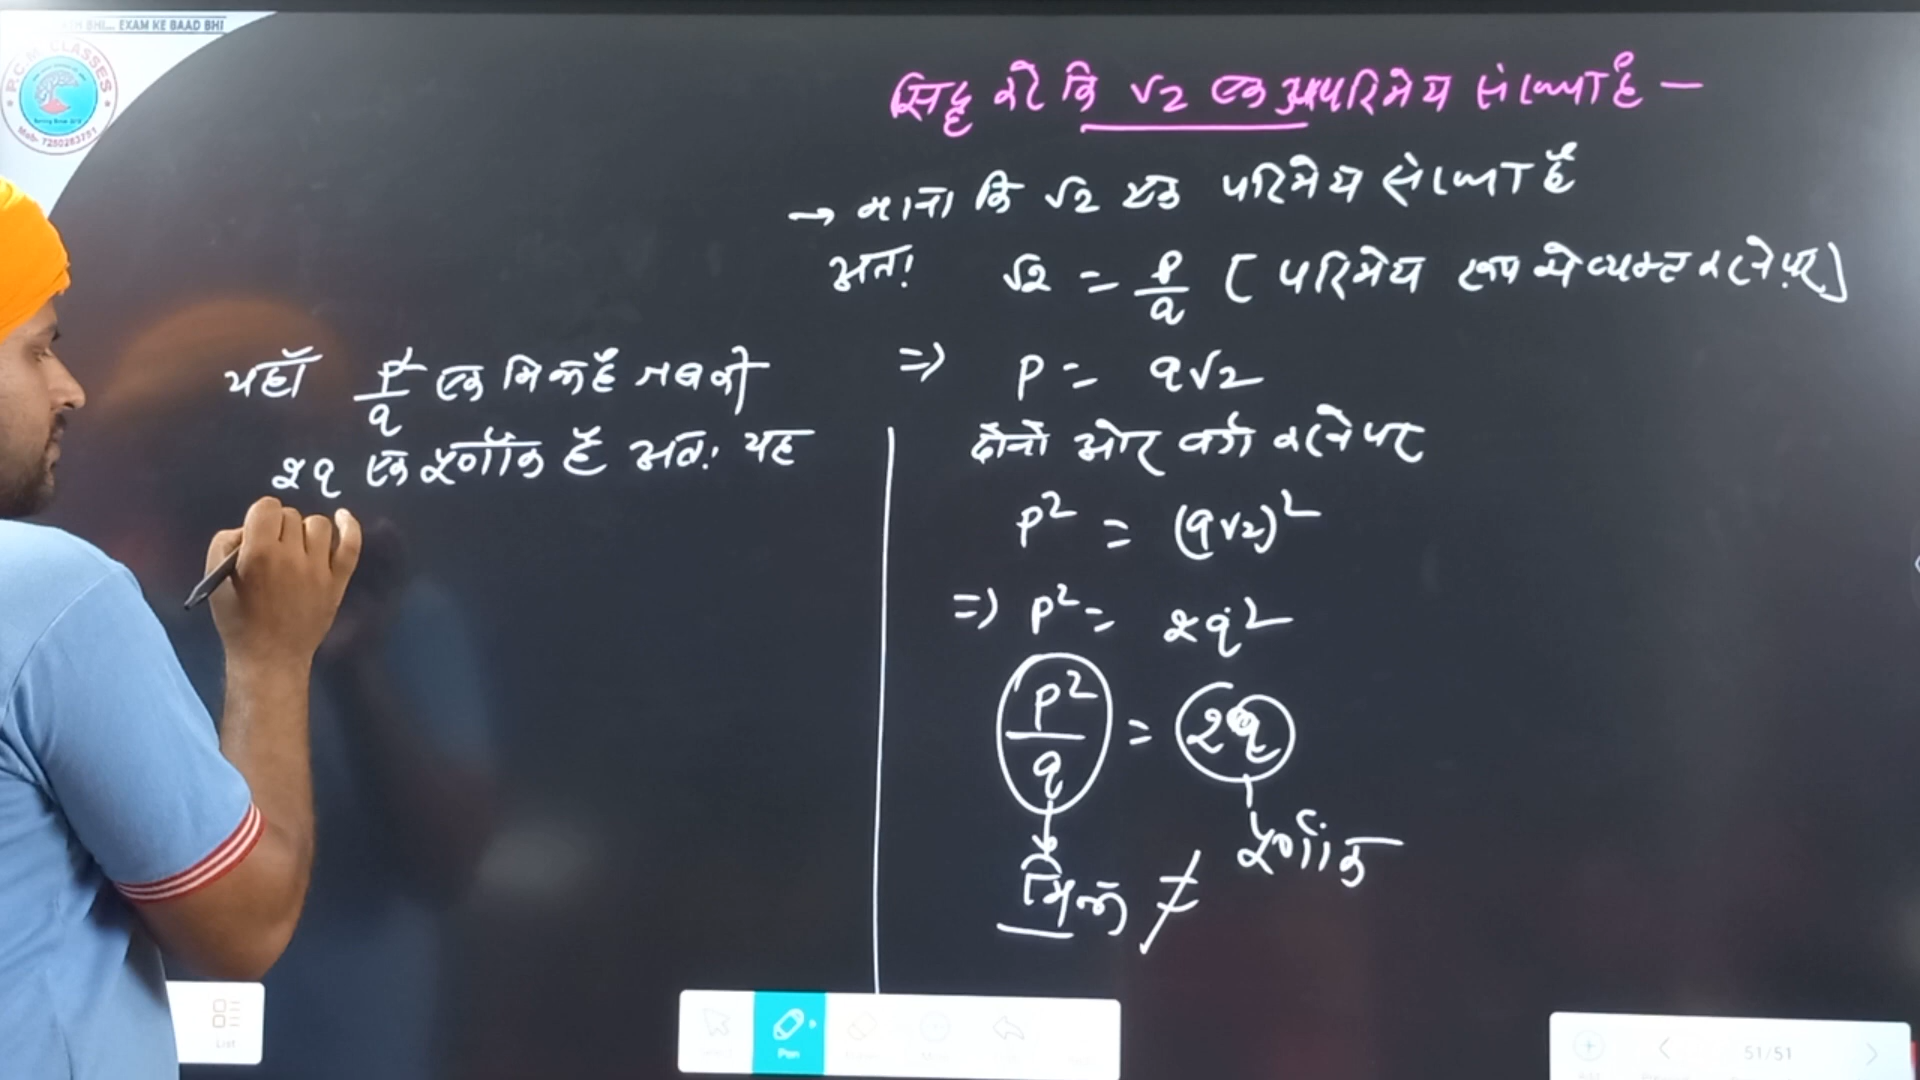 EXAM KE BAAD BHI
P.C.M. CLASSES
सिद्ध करे कि √2 एक अपरिमेय संख्या है —
→ माना कि √2 एक परिमेय संख्या है
अतः √2 = p/q [ परिमेय रूप मे व्यक्त करने पर ]
⇒ p = q√2
दोनो ओर वर्ग करने पर
p² = (q√2)²
⇒ p² = 2q²
p²/q = 2q
भिन्न ≠ पूर्णांक
यहाँ p²/q एक भिन्न है जबकी
2q एक पूर्णांक है अतः यह
List
Pen
51/51